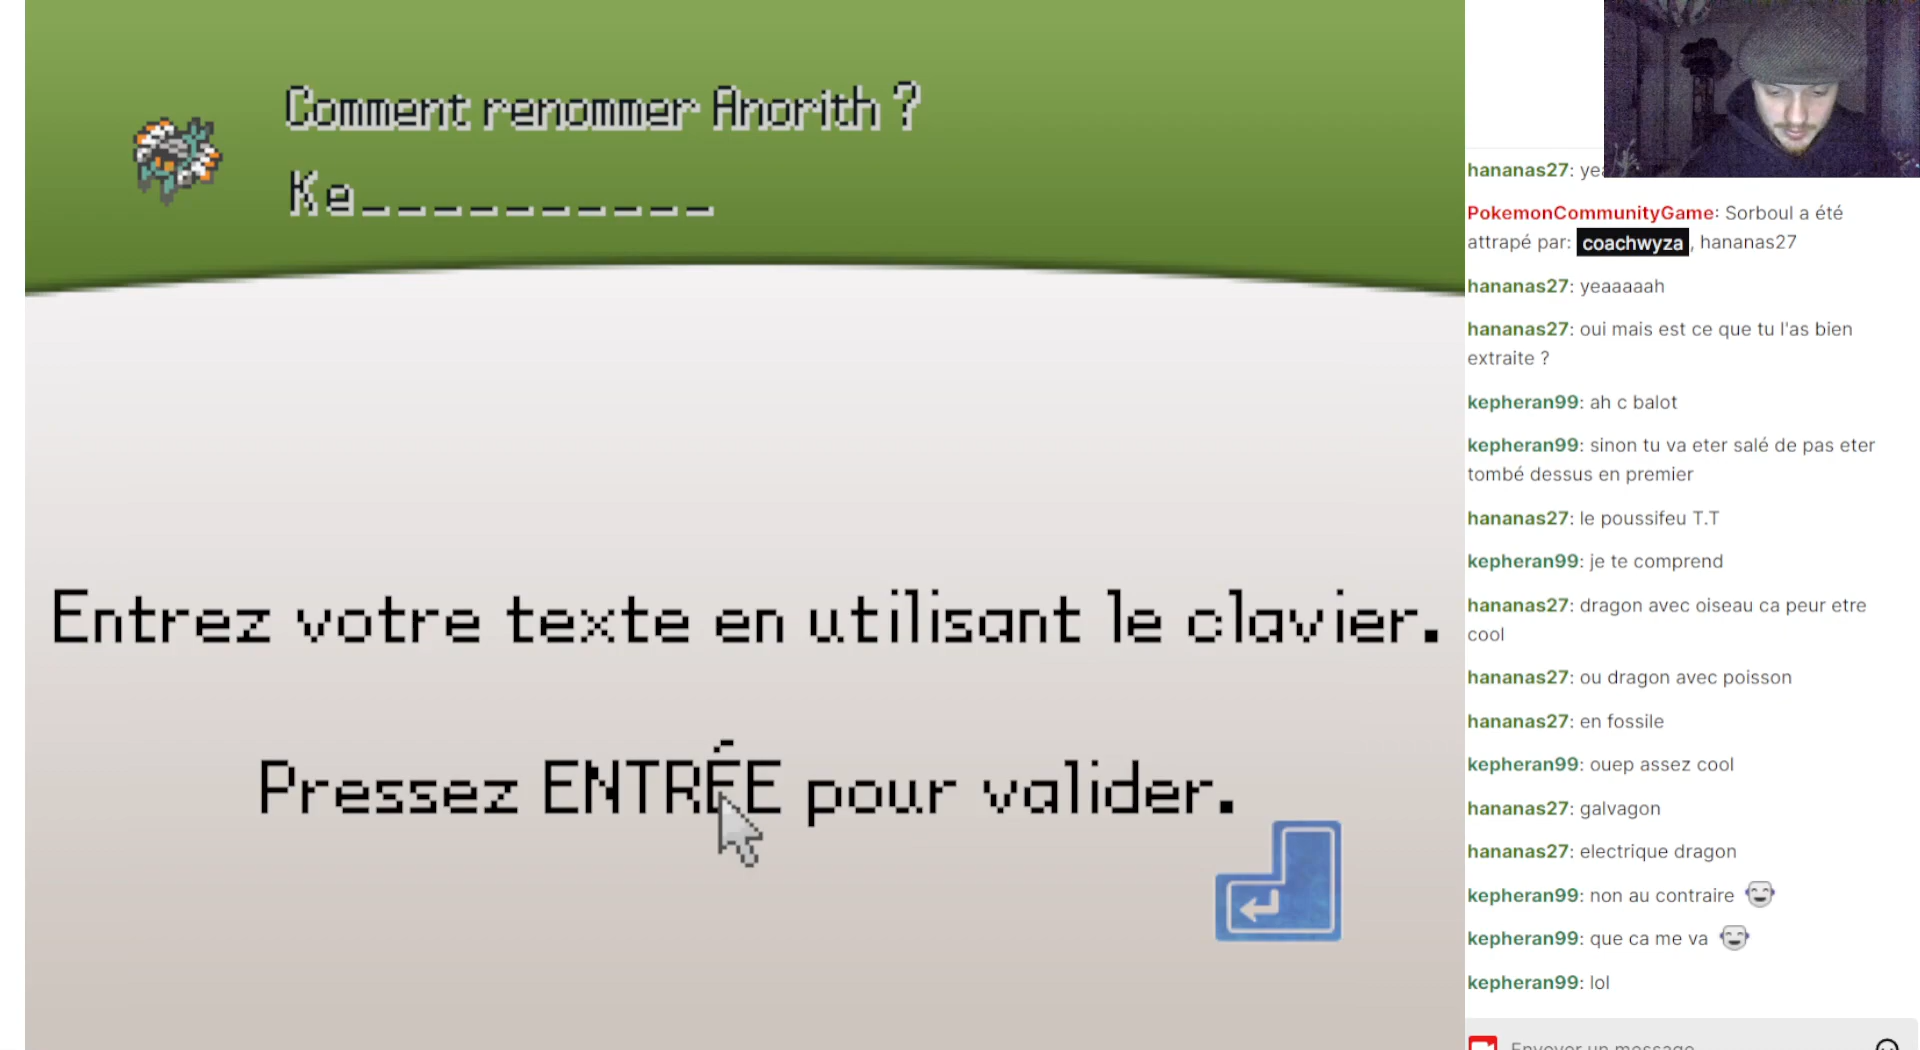 Comment renommer Anorith ?
Ke__________
Entrez votre texte en utilisant le clavier.
Pressez ENTRÉE pour valider.
hananas27:
PokemonCommunityGame: Sorboul a été
attrapé par: coachwyza, hananas27
hananas27: yeaaaaah
hananas27: oui mais est ce que tu l'as bien
extraite ?
kepheran99: ah c balot
kepheran99: sinon tu va eter salé de pas eter
tombé dessus en premier
hananas27: le poussifeu T.T
kepheran99: je te comprend
hananas27: dragon avec oiseau ca peur etre
cool
hananas27: ou dragon avec poisson
hananas27: en fossile
kepheran99: ouep assez cool
hananas27: galvagon
hananas27: electrique dragon
kepheran99: non au contraire
kepheran99: que ca me va
kepheran99: lol
Envoyer un message